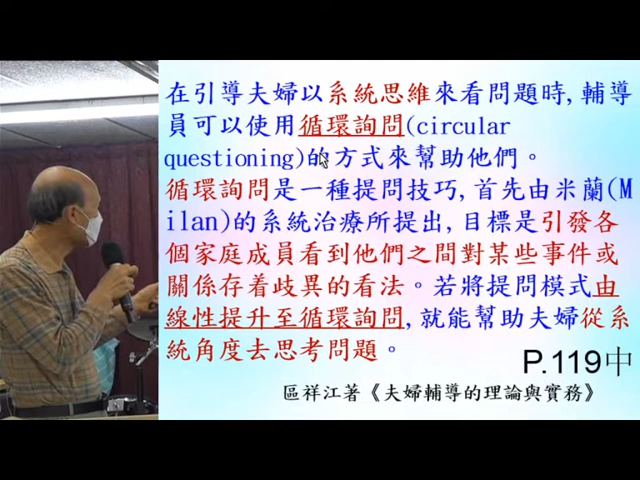 在引導夫婦以系統思維來看問題時,輔導
員可以使用循環詢問(circular
questioning)的方式來幫助他們。
循環詢問是一種提問技巧,首先由米蘭(M
ilan)的系統治療所提出,目標是引發各
個家庭成員看到他們之間對某些事件或
關係存着歧異的看法。若將提問模式由
線性提升至循環詢問,就能幫助夫婦從系
統角度去思考問題。
P.119中
區祥江著《夫婦輔導的理論與實務》